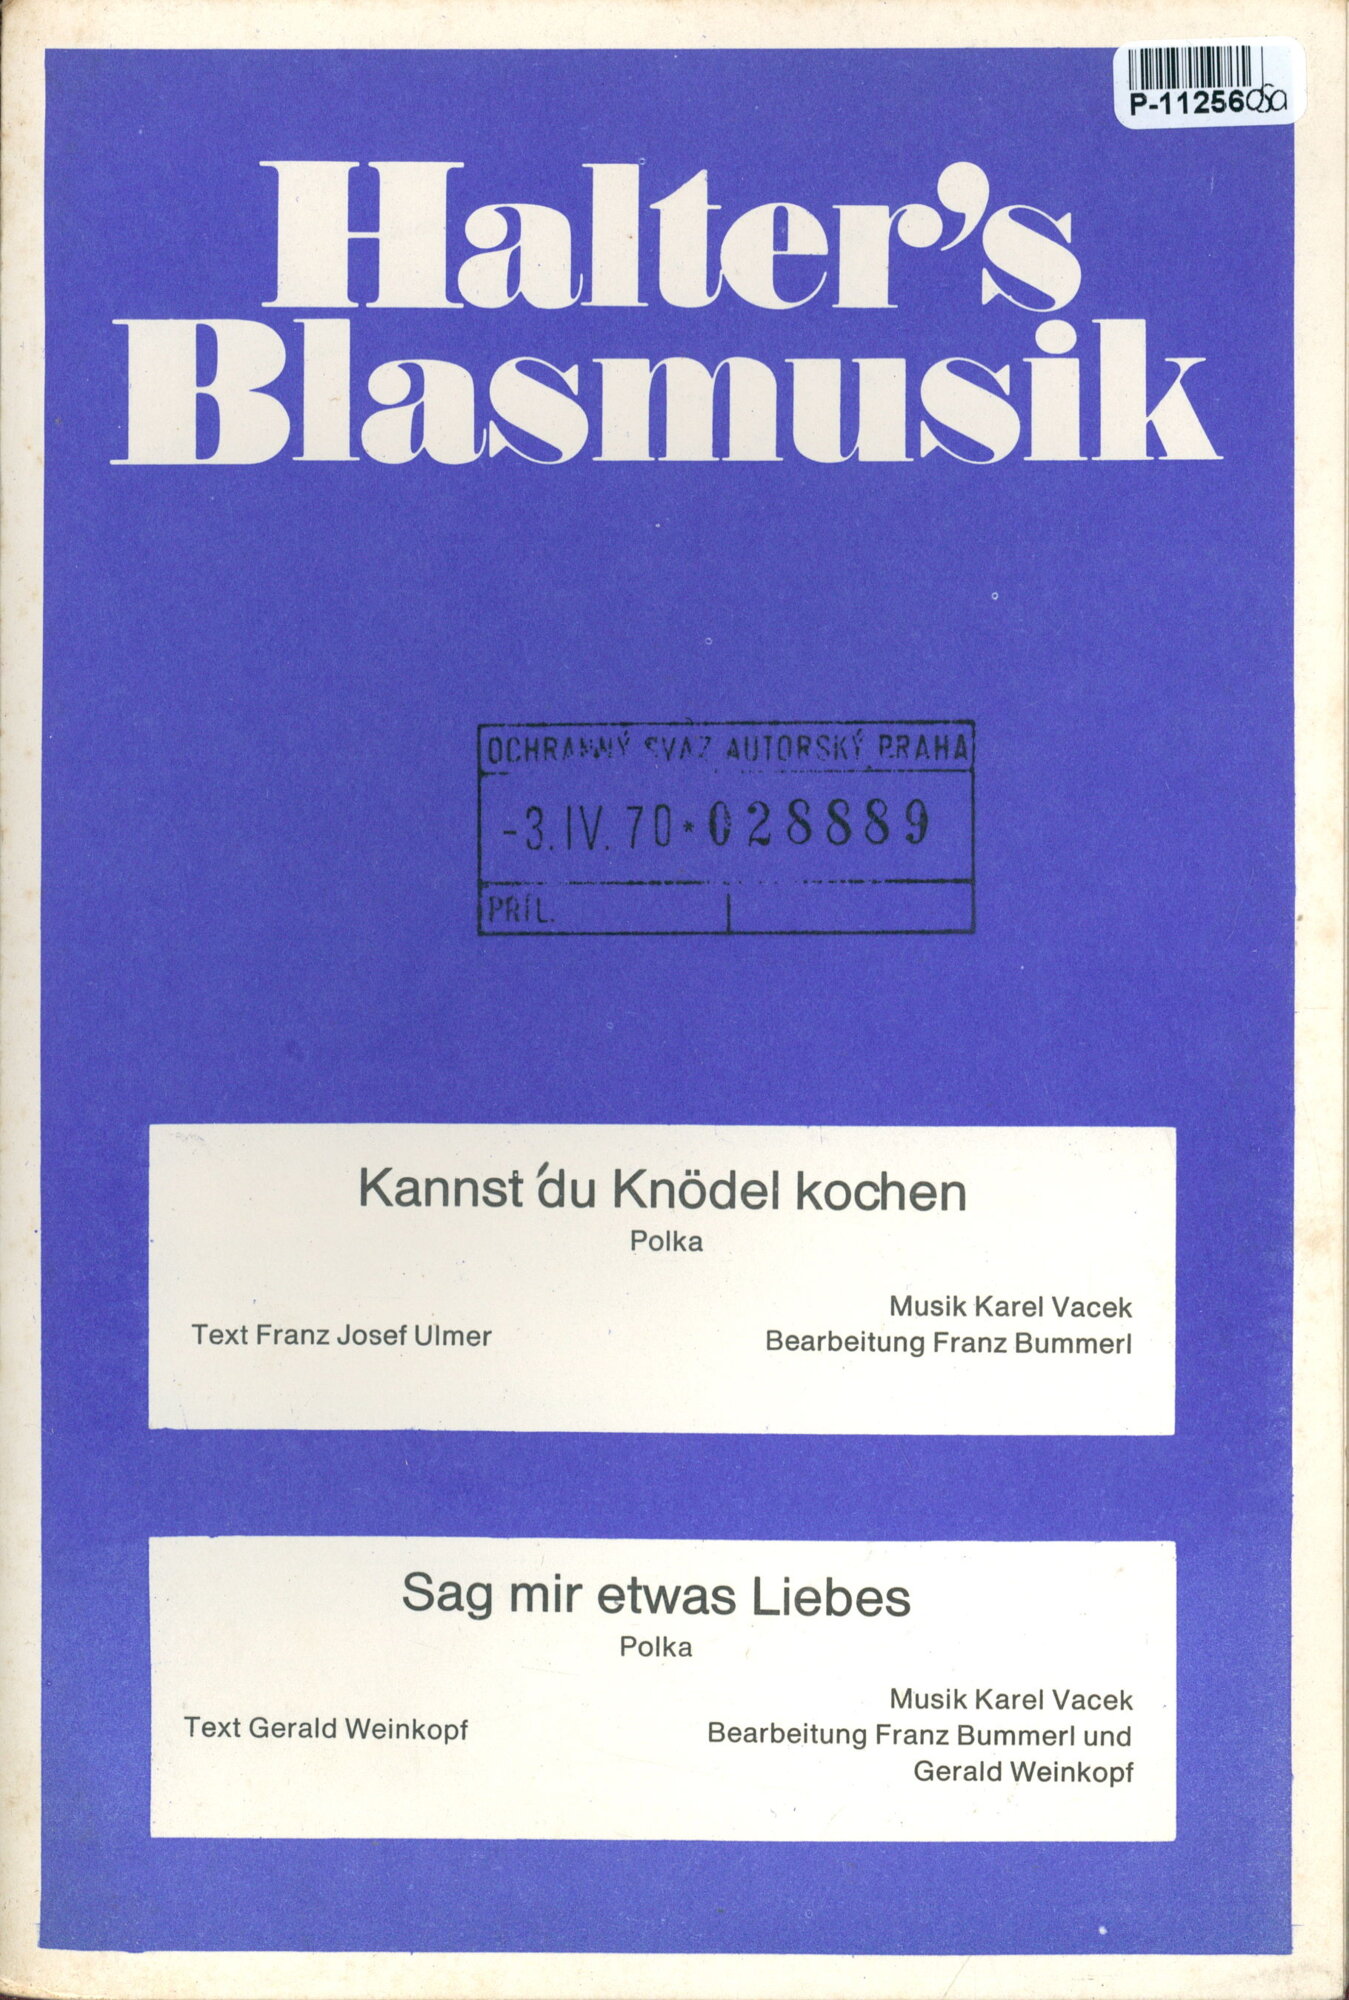 P-11256
Halter's
Blasmusik
OCHRANNÝ SVAZ AUTORSKÝ PRAHA
-3. IV. 70 * 028889
PŘÍL.
Kannst 'du Knödel kochen
Polka
Musik Karel Vacek
Text Franz Josef Ulmer
Bearbeitung Franz Bummerl
Sag mir etwas Liebes
Polka
Musik Karel Vacek
Text Gerald Weinkopf
Bearbeitung Franz Bummerl und
Gerald Weinkopf